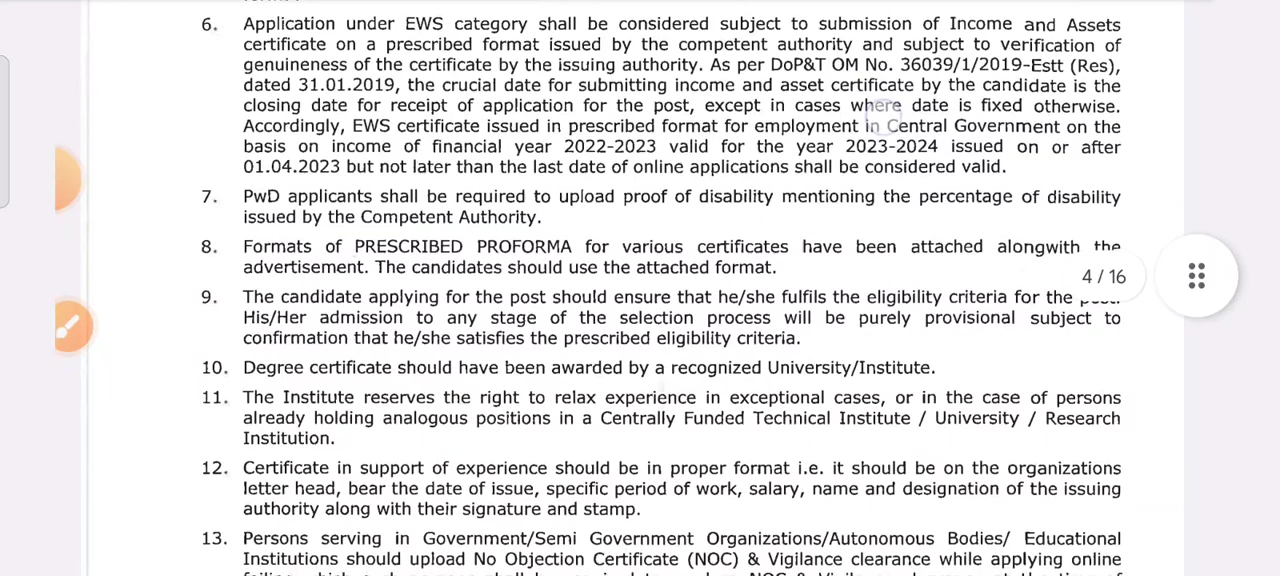 6. Application under EWS category shall be considered subject to submission of Income and Assets
certificate on a prescribed format issued by the competent authority and subject to verification of
genuineness of the certificate by the issuing authority. As per DoP&T OM No. 36039/1/2019-Estt (Res),
dated 31.01.2019, the crucial date for submitting income and asset certificate by the candidate is the
closing date for receipt of application for the post, except in cases where date is fixed otherwise.
Accordingly, EWS certificate issued in prescribed format for employment in Central Government on the
basis on income of financial year 2022-2023 valid for the year 2023-2024 issued on or after
01.04.2023 but not later than the last date of online applications shall be considered valid.
7. PwD applicants shall be required to upload proof of disability mentioning the percentage of disability
issued by the Competent Authority.
8. Formats of PRESCRIBED PROFORMA for various certificates have been attached alongwith the
advertisement. The candidates should use the attached format.
4 / 16
9. The candidate applying for the post should ensure that he/she fulfils the eligibility criteria for the
His/Her admission to any stage of the selection process will be purely provisional subject to
confirmation that he/she satisfies the prescribed eligibility criteria.
10. Degree certificate should have been awarded by a recognized University/Institute.
11. The Institute reserves the right to relax experience in exceptional cases, or in the case of persons
already holding analogous positions in a Centrally Funded Technical Institute / University / Research
Institution.
12. Certificate in support of experience should be in proper format i.e. it should be on the organizations
letter head, bear the date of issue, specific period of work, salary, name and designation of the issuing
authority along with their signature and stamp.
13. Persons serving in Government/Semi Government Organizations/Autonomous Bodies/ Educational
Institutions should upload No Objection Certificate (NOC) & Vigilance clearance while applying online